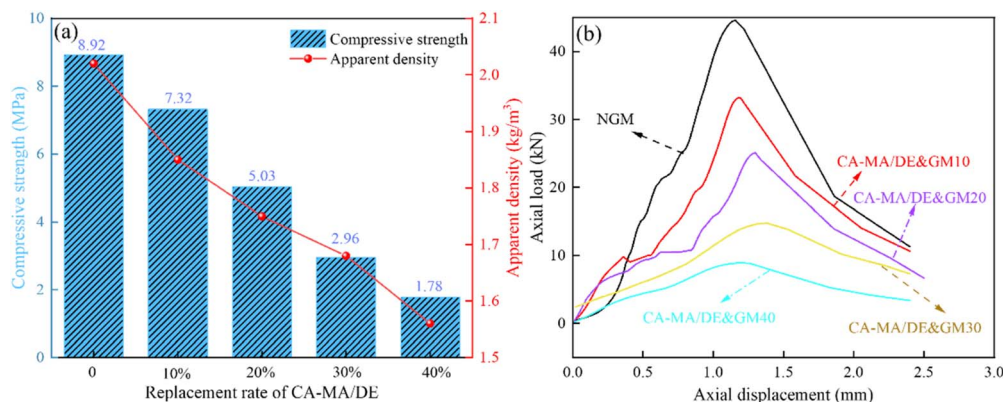 (a)
Compressive strength
Apparent density
8.92
7.32
5.03
2.96
1.78
10
8
6
4
2
0
Compressive strength (MPa)
2.1
2.0
1.9
1.8
1.7
1.6
1.5
Apparent density (kg/m³)
0 10% 20% 30% 40%
Replacement rate of CA-MA/DE
(b)
NGM
CA-MA/DE&GM10
CA-MA/DE&GM20
CA-MA/DE&GM40
CA-MA/DE&GM30
40
30
20
10
0
Axial load (kN)
0.0 0.5 1.0 1.5 2.0 2.5 3.0
Axial displacement (mm)